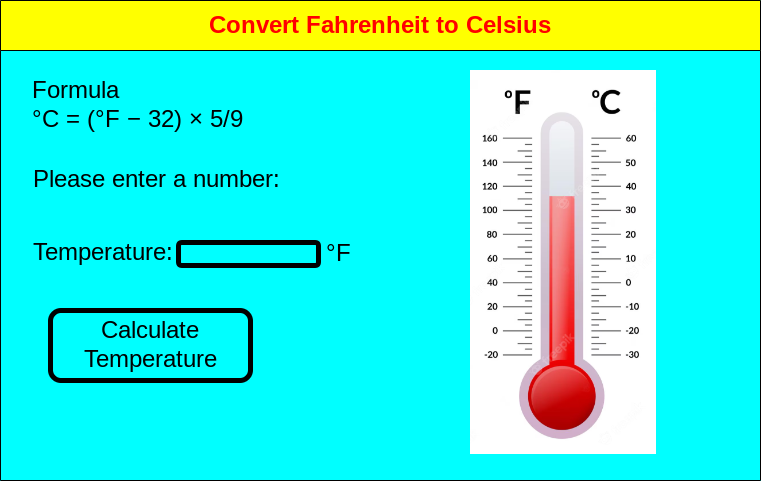 Convert Fahrenheit to Celsius
Formula
°C = (°F − 32) × 5/9
Please enter a number:
Temperature: °F
Calculate
Temperature
°F °C
160 60
140 50
120 40
100 30
80 20
60 10
40 0
20 -10
0 -20
-20 -30